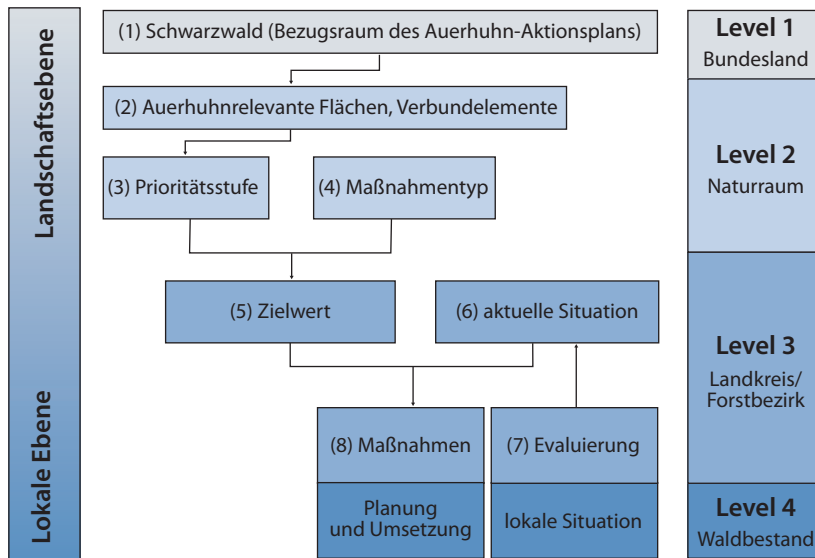 Landschaftsebene
Lokale Ebene
(1) Schwarzwald (Bezugsraum des Auerhuhn-Aktionsplans)
(2) Auerhuhnrelevante Flächen, Verbundelemente
(3) Prioritätsstufe
(4) Maßnahmentyp
(5) Zielwert
(6) aktuelle Situation
(8) Maßnahmen
(7) Evaluierung
Planung
und Umsetzung
lokale Situation
Level 1
Bundesland
Level 2
Naturraum
Level 3
Landkreis/
Forstbezirk
Level 4
Waldbestand